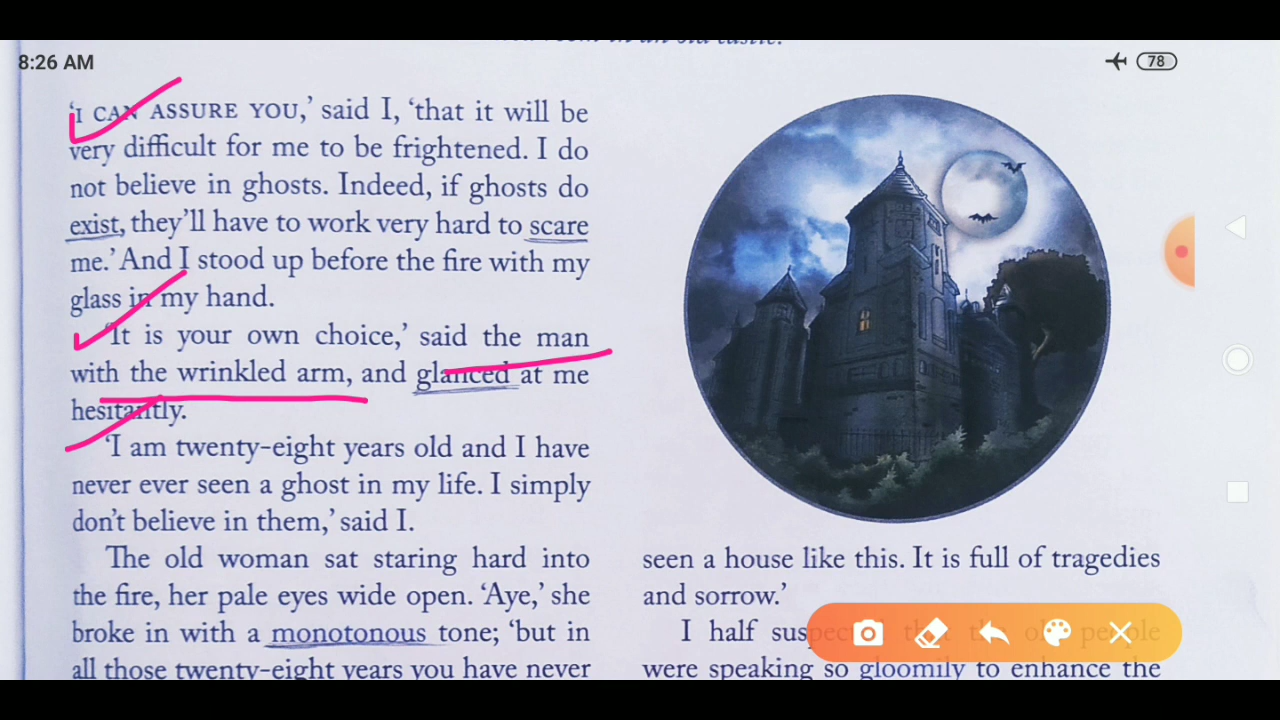 8:26 AM
78
'I CAN ASSURE YOU,' said I, 'that it will be
very difficult for me to be frightened. I do
not believe in ghosts. Indeed, if ghosts do
exist, they'll have to work very hard to scare
me.' And I stood up before the fire with my
glass in my hand.
'It is your own choice,' said the man
with the wrinkled arm, and glanced at me
hesitantly.
'I am twenty-eight years old and I have
never ever seen a ghost in my life. I simply
don't believe in them,' said I.
The old woman sat staring hard into
the fire, her pale eyes wide open. 'Aye,' she
broke in with a monotonous tone; 'but in
all those twenty-eight years you have never
seen a house like this. It is full of tragedies
and sorrow.'
I half suspected that the old people
were speaking so gloomily to enhance the